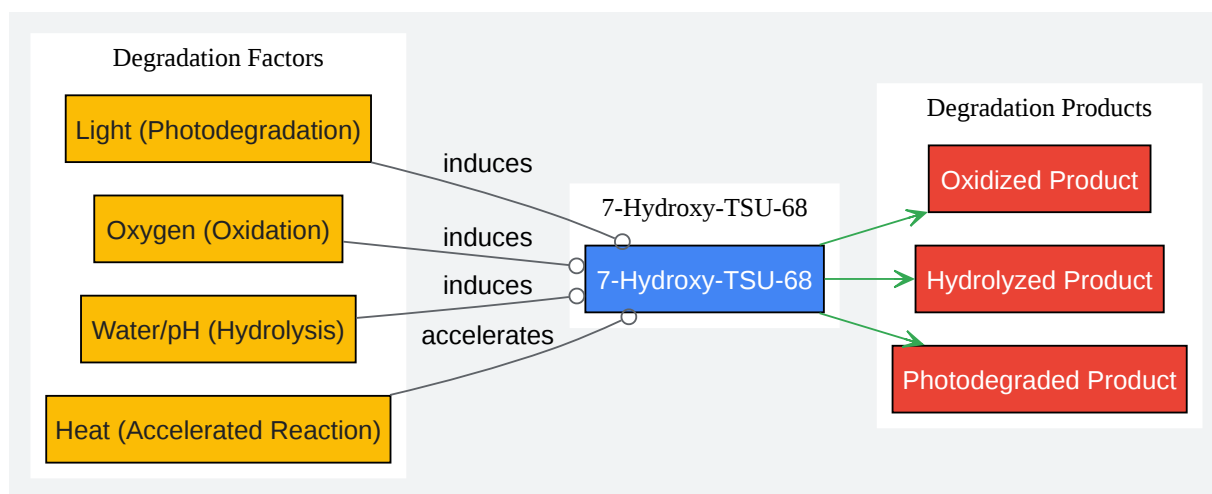 Degradation Factors
Light (Photodegradation)
Oxygen (Oxidation)
Water/pH (Hydrolysis)
Heat (Accelerated Reaction)
induces
induces
induces
accelerates
7-Hydroxy-TSU-68
7-Hydroxy-TSU-68
Degradation Products
Oxidized Product
Hydrolyzed Product
Photodegraded Product